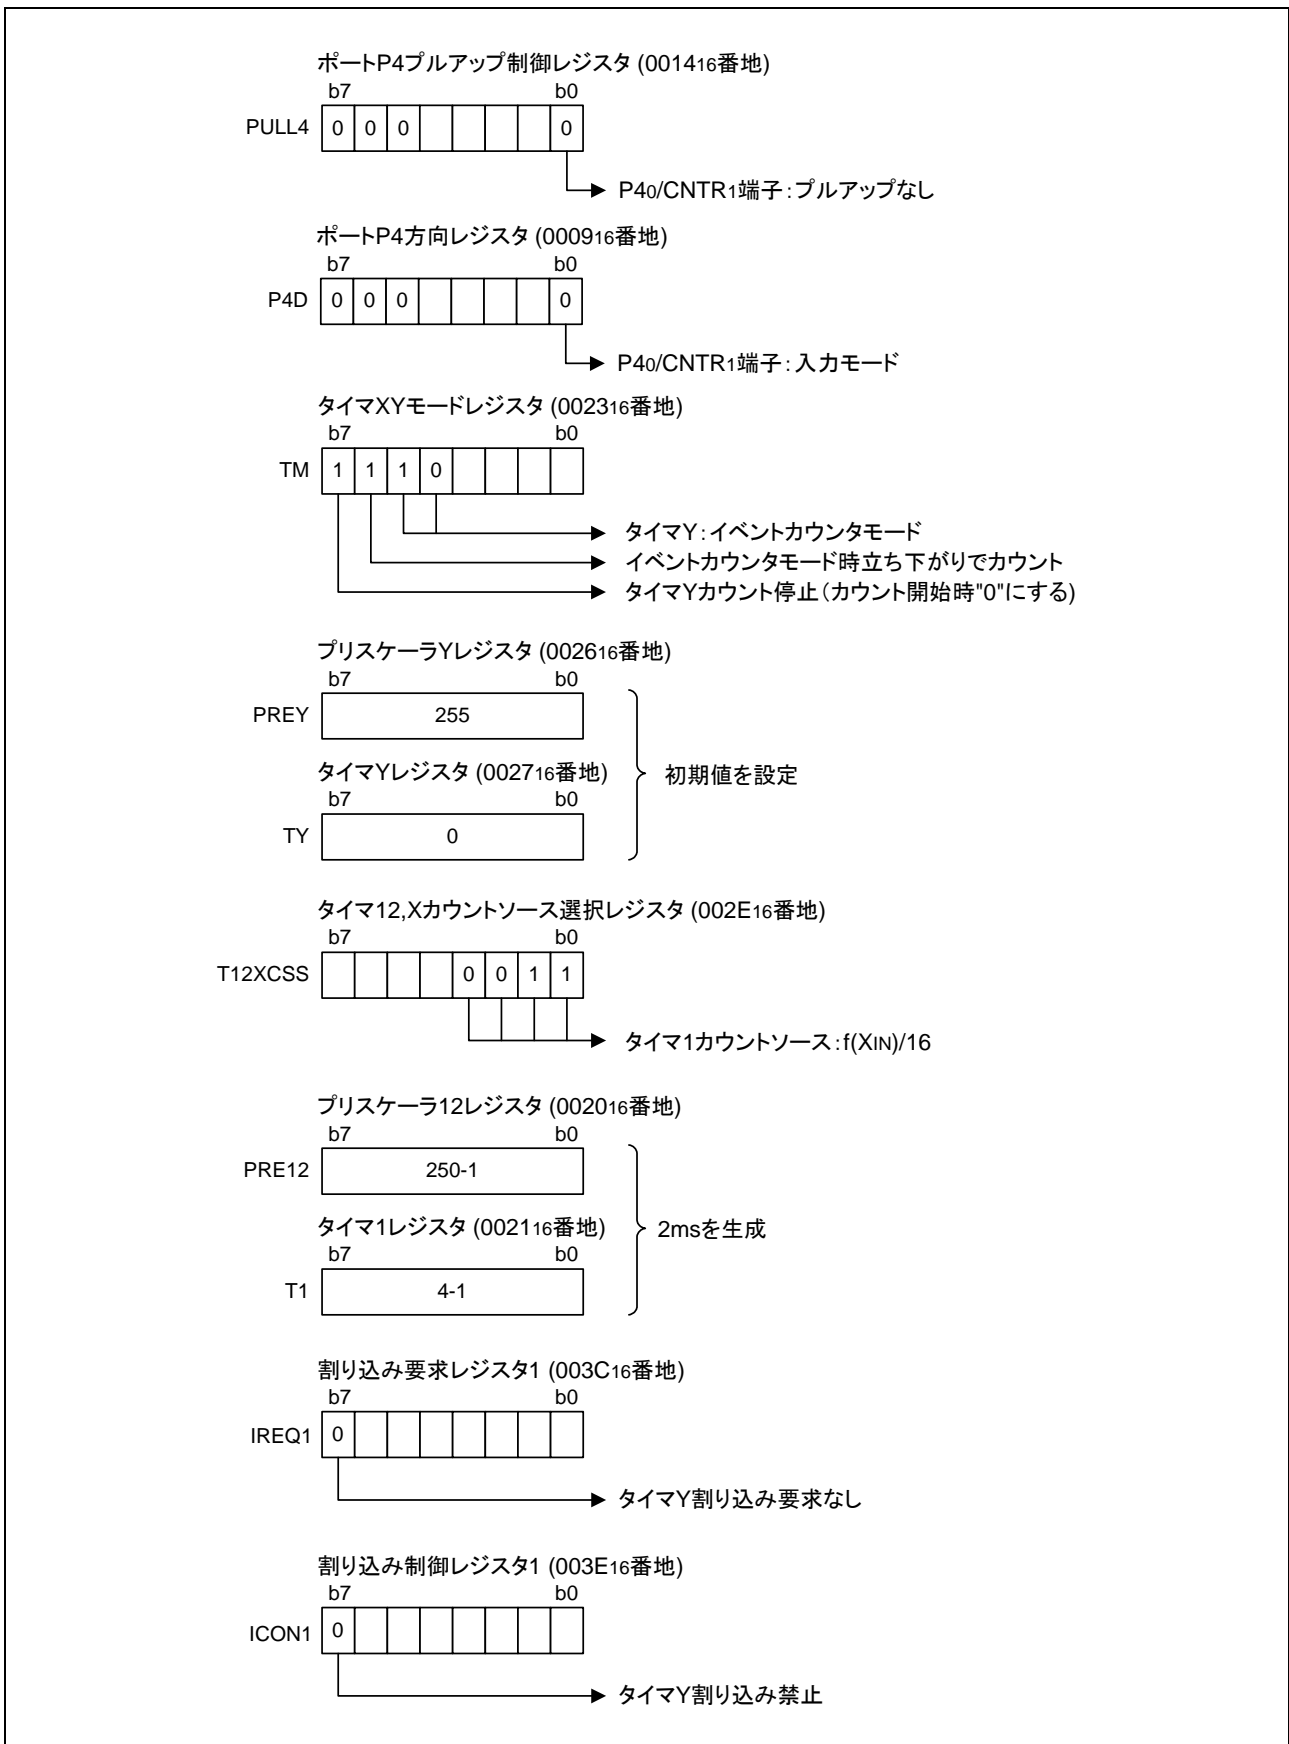 ポートP4プルアップ制御レジスタ (001416番地)
b7 b0
PULL4 0 0 0 0
P40/CNTR1端子:プルアップなし
ポートP4方向レジスタ (000916番地)
b7 b0
P4D 0 0 0 0
P40/CNTR1端子:入力モード
タイマXYモードレジスタ (002316番地)
b7 b0
TM 1 1 1 0
タイマY:イベントカウンタモード
イベントカウンタモード時立ち下がりでカウント
タイマYカウント停止(カウント開始時"0"にする)
プリスケーラYレジスタ (002616番地)
b7 b0
PREY 255
タイマYレジスタ (002716番地)
初期値を設定
b7 b0
TY 0
タイマ12,Xカウントソース選択レジスタ (002E16番地)
b7 b0
T12XCSS 0 0 1 1
タイマ1カウントソース:f(XIN)/16
プリスケーラ12レジスタ (002016番地)
b7 b0
PRE12 250-1
タイマ1レジスタ (002116番地)
2msを生成
b7 b0
T1 4-1
割り込み要求レジスタ1 (003C16番地)
b7 b0
IREQ1 0
タイマY割り込み要求なし
割り込み制御レジスタ1 (003E16番地)
b7 b0
ICON1 0
タイマY割り込み禁止